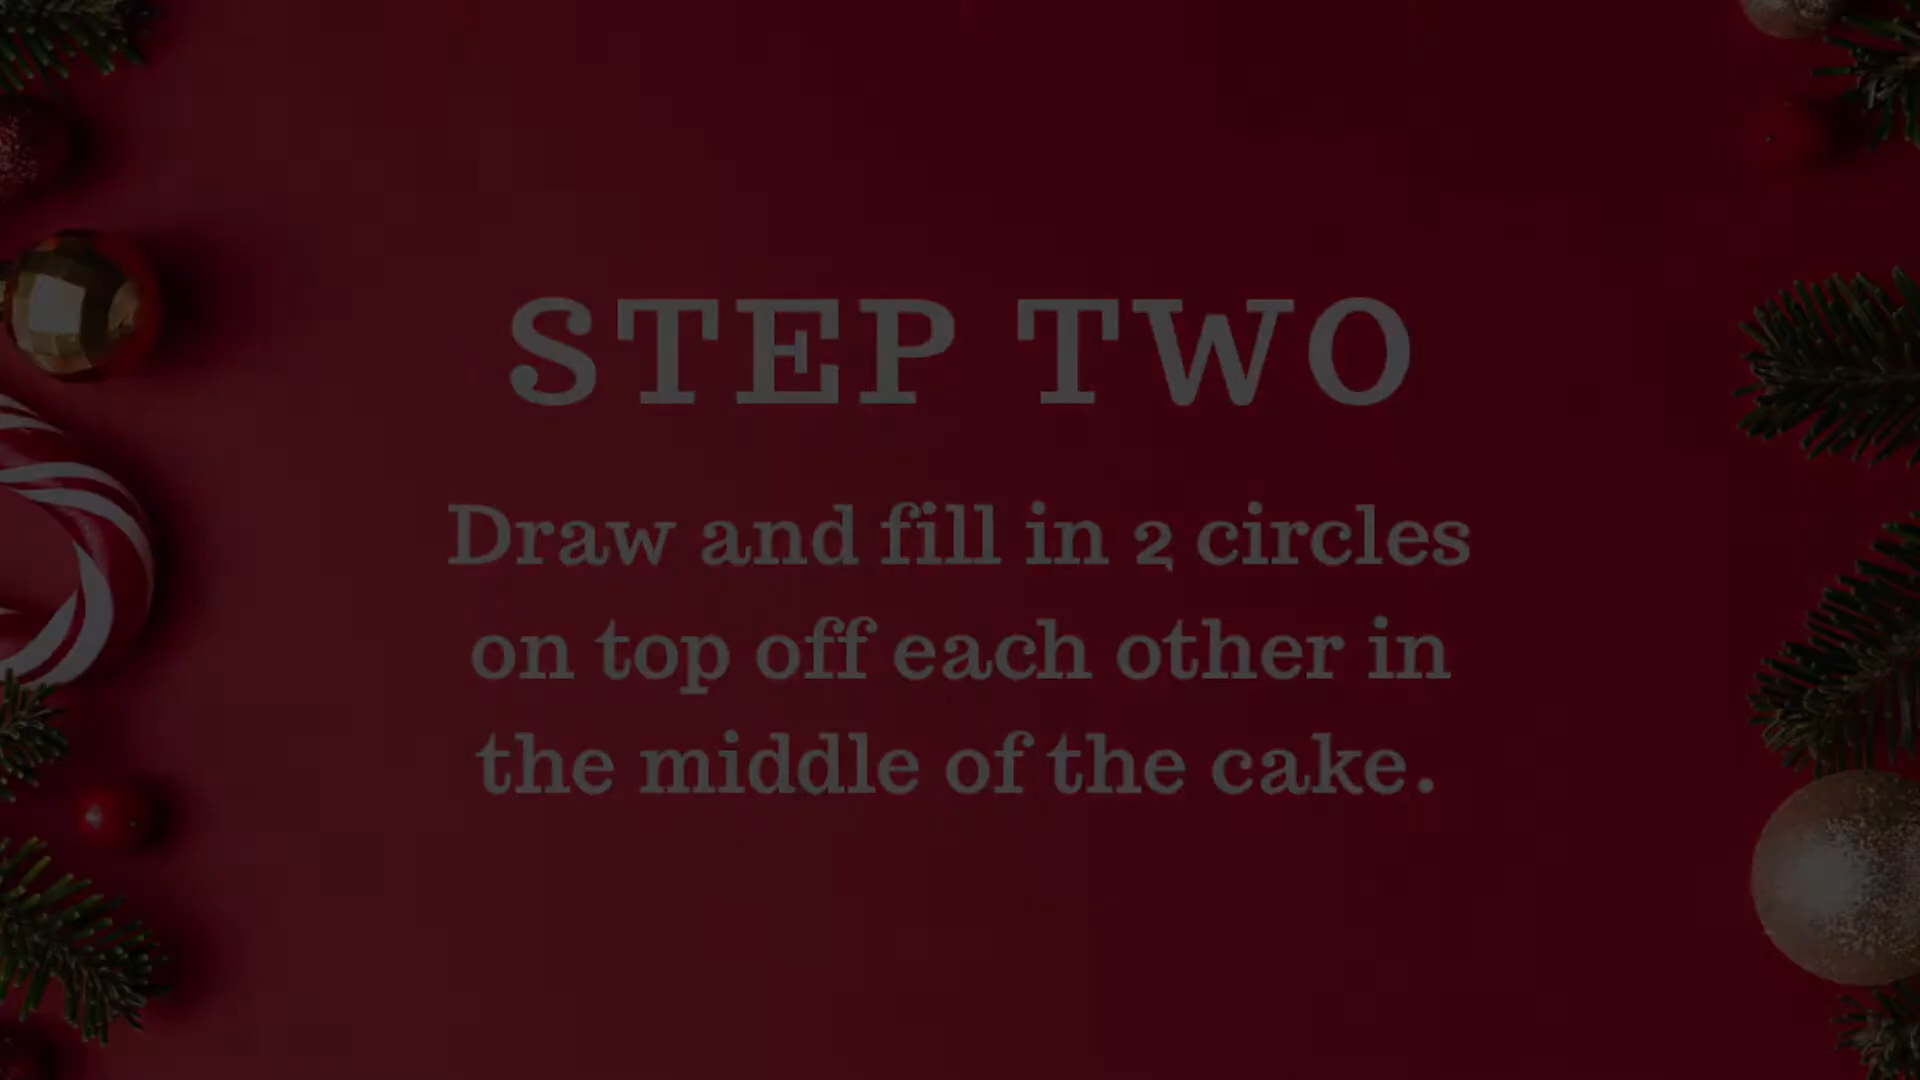 STEP TWO
Draw and fill in 2 circles
on top off each other in
the middle of the cake.